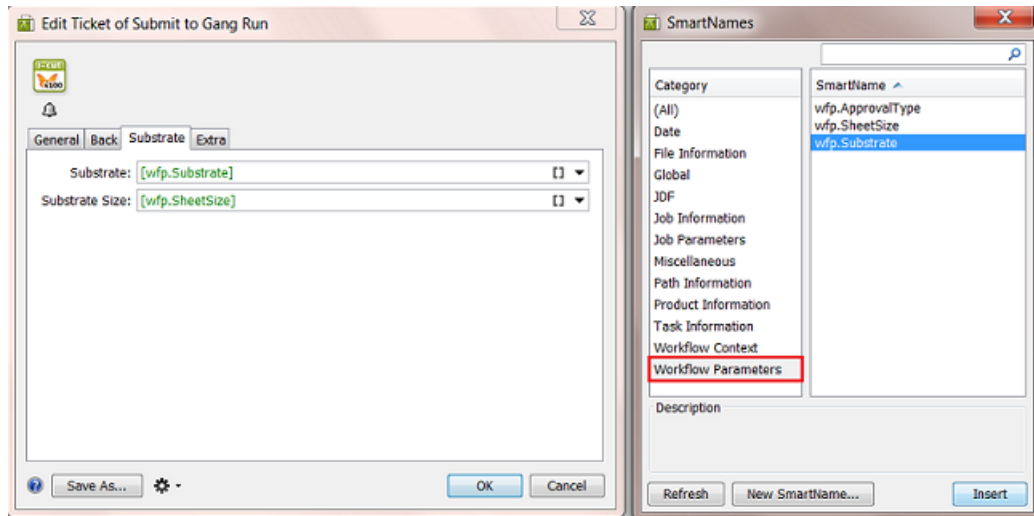 Edit Ticket of Submit to Gang Run
i-cut
x100
General Back Substrate Extra
Substrate: [wfp.Substrate] []
Substrate Size: [wfp.SheetSize] []
Save As...
OK Cancel
SmartNames
Category
(All)
Date
File Information
Global
JDF
Job Information
Job Parameters
Miscellaneous
Path Information
Product Information
Task Information
Workflow Context
Workflow Parameters
SmartName
wfp.ApprovalType
wfp.SheetSize
wfp.Substrate
Description
Refresh New SmartName... Insert